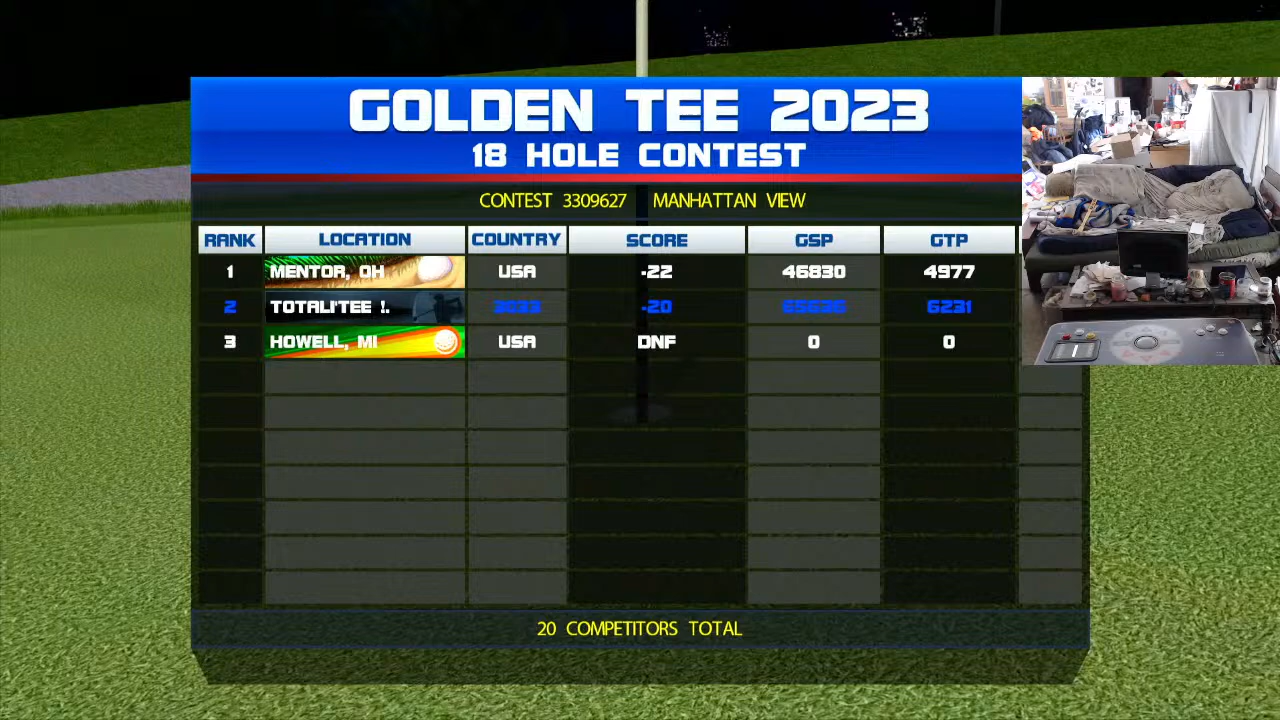 GOLDEN TEE 2023
18 HOLE CONTEST
CONTEST 3309627 MANHATTAN VIEW
RANK LOCATION COUNTRY SCORE GSP GTP
1 MENTOR, OH USA -22 46830 4977
2 TOTALI'TEE !. -20 6231
3 HOWELL, MI USA DNF 0 0
20 COMPETITORS TOTAL